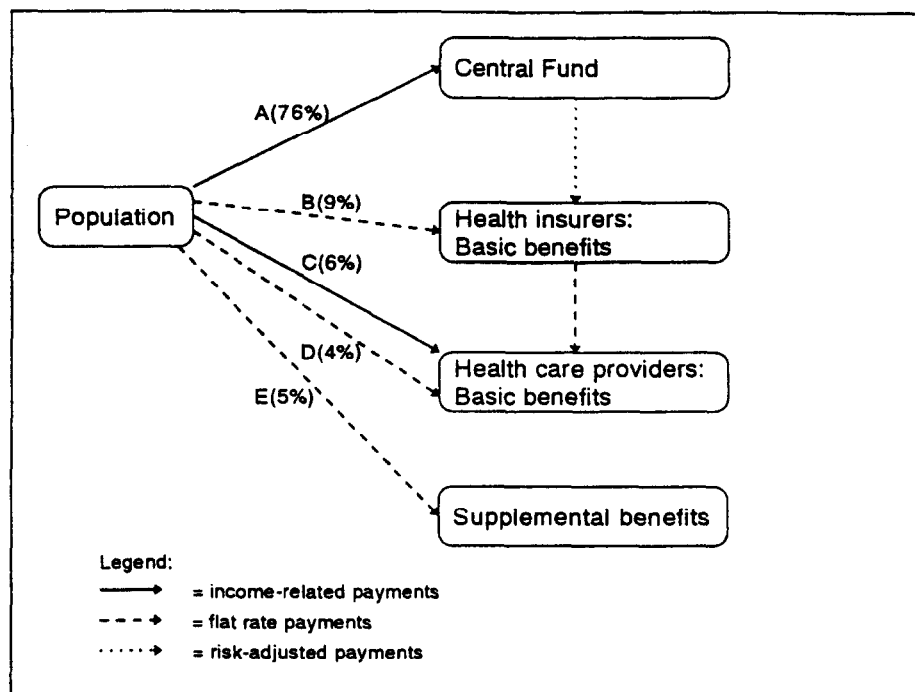 Central Fund
A(76%)
Population
B(9%)
Health insurers:
Basic benefits
C(6%)
D(4%)
Health care providers:
Basic benefits
E(5%)
Supplemental benefits
Legend:
= income-related payments
= flat rate payments
= risk-adjusted payments